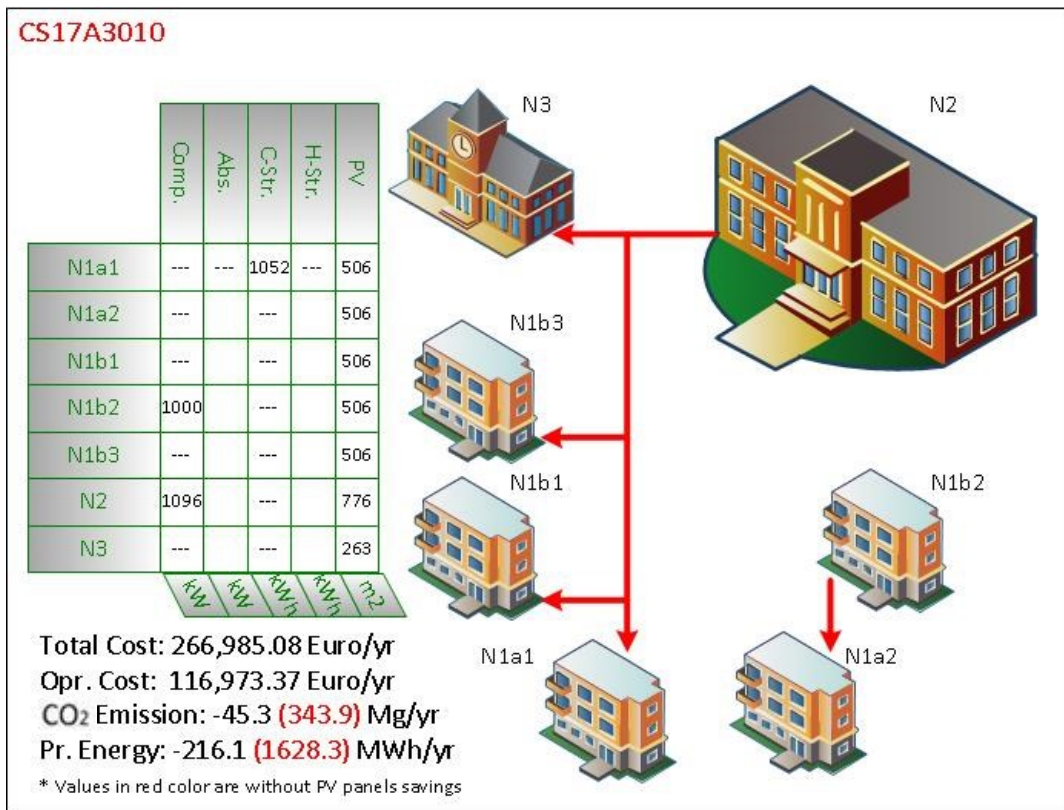 CS17A3010
N3
N2
Comp. Abs. C-Str. H-Str. PV
N1a1 --- --- 1052 --- 506
N1a2 --- --- 506
N1b1 --- --- 506
N1b2 1000 --- 506
N1b3 --- --- 506
N2 1096 --- 776
N3 --- --- 263
kW kW kWh kWh m2
N1b3
N1b1
N1b2
N1a1
N1a2
Total Cost: 266,985.08 Euro/yr
Opr. Cost: 116,973.37 Euro/yr
CO₂ Emission: -45.3 (343.9) Mg/yr
Pr. Energy: -216.1 (1628.3) MWh/yr
* Values in red color are without PV panels savings